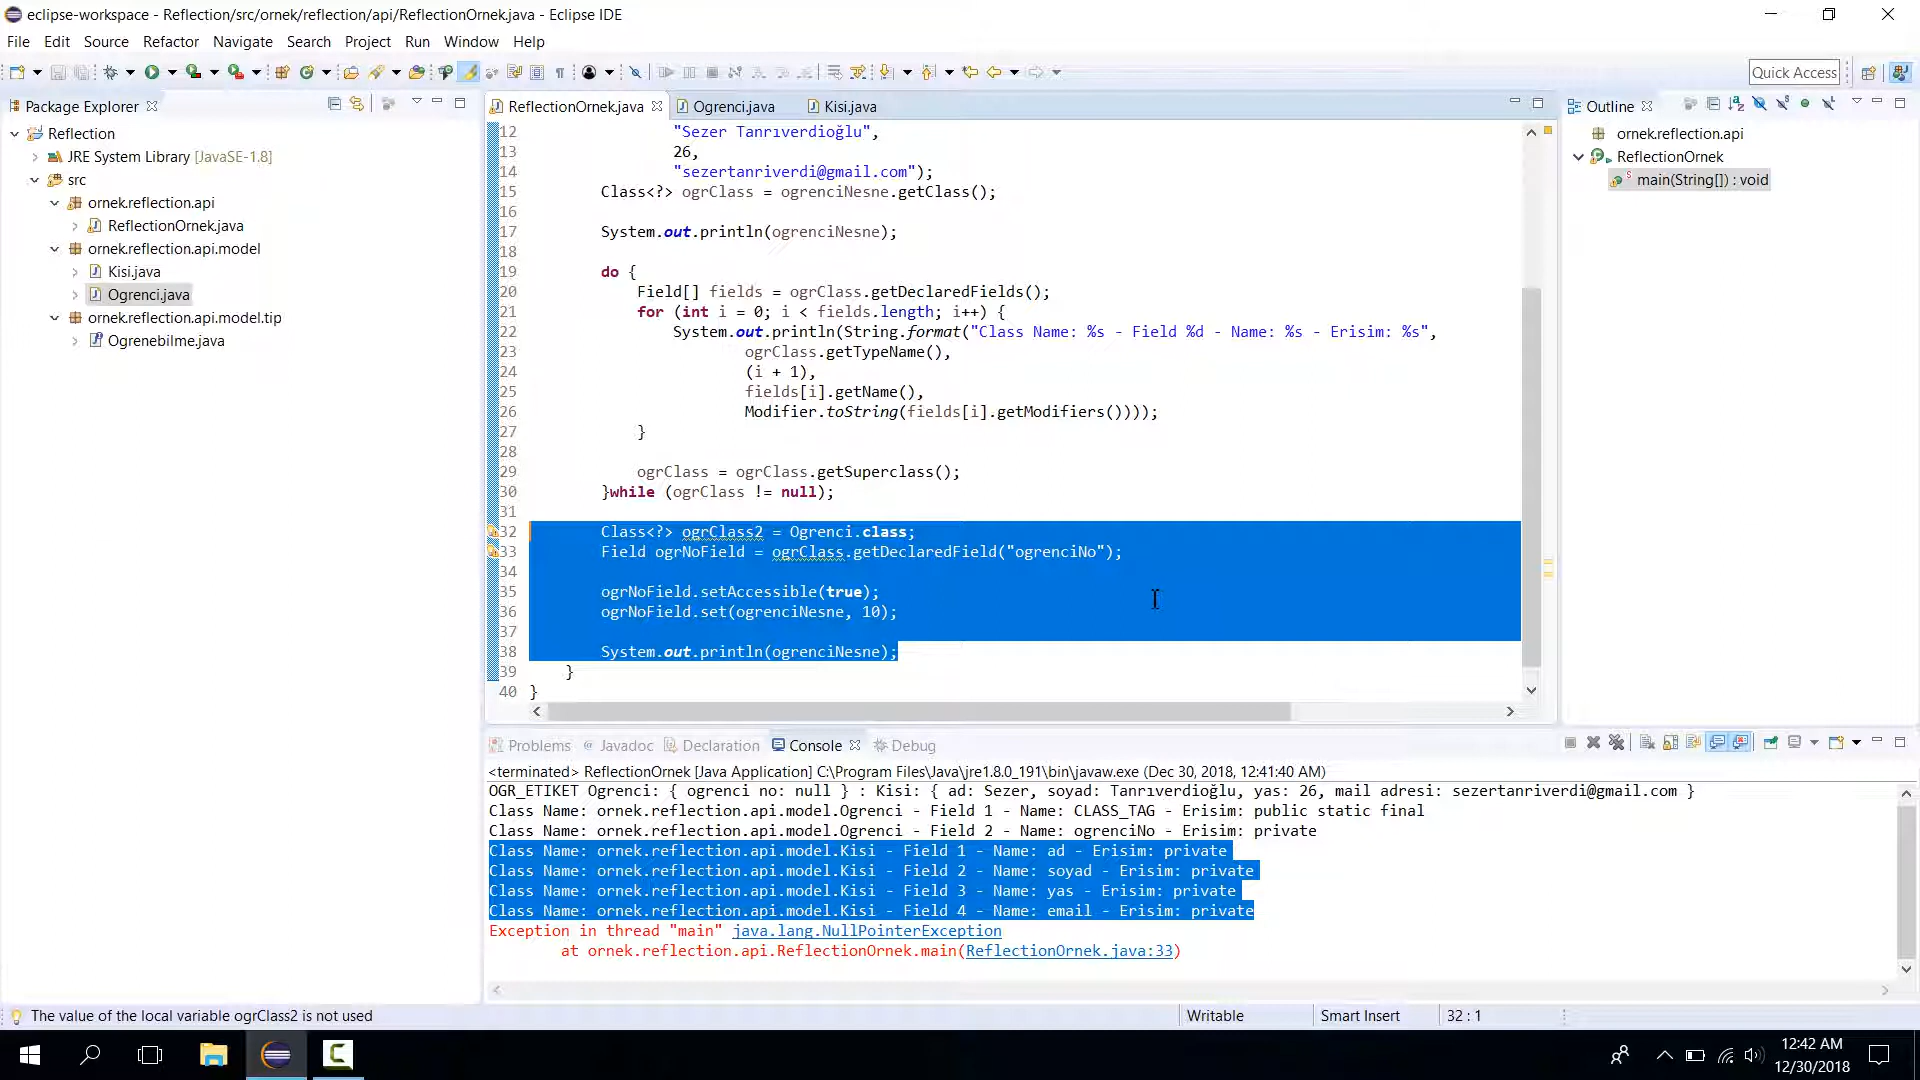 eclipse-workspace - Reflection/src/ornek/reflection/api/ReflectionOrnek.java - Eclipse IDE
File Edit Source Refactor Navigate Search Project Run Window Help
Quick Access
Package Explorer
Reflection
JRE System Library [JavaSE-1.8]
src
ornek.reflection.api
ReflectionOrnek.java
ornek.reflection.api.model
Kisi.java
Ogrenci.java
ornek.reflection.api.model.tip
Ogrenebilme.java
ReflectionOrnek.java Ogrenci.java Kisi.java
12 "Sezer Tanrıverdioğlu",
13 26,
14 "sezertanriverdi@gmail.com");
15 Class<?> ogrClass = ogrenciNesne.getClass();
16
17 System.out.println(ogrenciNesne);
18
19 do {
20 Field[] fields = ogrClass.getDeclaredFields();
21 for (int i = 0; i < fields.length; i++) {
22 System.out.println(String.format("Class Name: %s - Field %d - Name: %s - Erisim: %s",
23 ogrClass.getTypeName(),
24 (i + 1),
25 fields[i].getName(),
26 Modifier.toString(fields[i].getModifiers())));
27 }
28
29 ogrClass = ogrClass.getSuperclass();
30 }while (ogrClass != null);
31
32 Class<?> ogrClass2 = Ogrenci.class;
33 Field ogrNoField = ogrClass.getDeclaredField("ogrenciNo");
34
35 ogrNoField.setAccessible(true);
36 ogrNoField.set(ogrenciNesne, 10);
37
38 System.out.println(ogrenciNesne);
39 }
40 }
Outline
ornek.reflection.api
ReflectionOrnek
main(String[]) : void
Problems @ Javadoc Declaration Console Debug
<terminated> ReflectionOrnek [Java Application] C:\Program Files\Java\jre1.8.0_191\bin\javaw.exe (Dec 30, 2018, 12:41:40 AM)
OGR_ETIKET Ogrenci: { ogrenci no: null } : Kisi: { ad: Sezer, soyad: Tanrıverdioğlu, yas: 26, mail adresi: sezertanriverdi@gmail.com }
Class Name: ornek.reflection.api.model.Ogrenci - Field 1 - Name: CLASS_TAG - Erisim: public static final
Class Name: ornek.reflection.api.model.Ogrenci - Field 2 - Name: ogrenciNo - Erisim: private
Class Name: ornek.reflection.api.model.Kisi - Field 1 - Name: ad - Erisim: private
Class Name: ornek.reflection.api.model.Kisi - Field 2 - Name: soyad - Erisim: private
Class Name: ornek.reflection.api.model.Kisi - Field 3 - Name: yas - Erisim: private
Class Name: ornek.reflection.api.model.Kisi - Field 4 - Name: email - Erisim: private
Exception in thread "main" java.lang.NullPointerException
at ornek.reflection.api.ReflectionOrnek.main(ReflectionOrnek.java:33)
The value of the local variable ogrClass2 is not used
Writable
Smart Insert
32 : 1
12:42 AM
12/30/2018